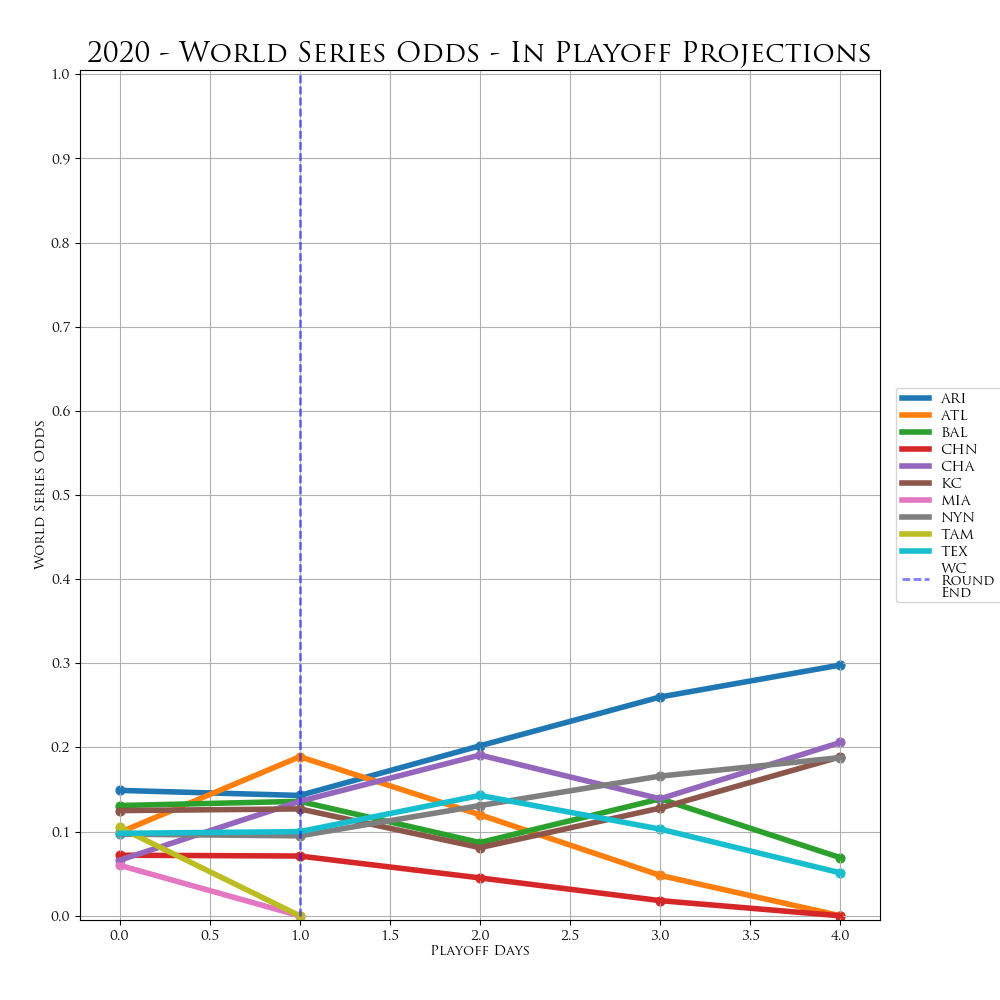 2020 - World Series Odds - In Playoff Projections
1.0
0.9
0.8
0.7
0.6
0.5
0.4
0.3
0.2
0.1
0.0
World Series Odds
0.0 0.5 1.0 1.5 2.0 2.5 3.0 3.5 4.0
Playoff Days
ARI
ATL
BAL
CHN
CHA
KC
MIA
NYN
TAM
TEX
WC
Round
End